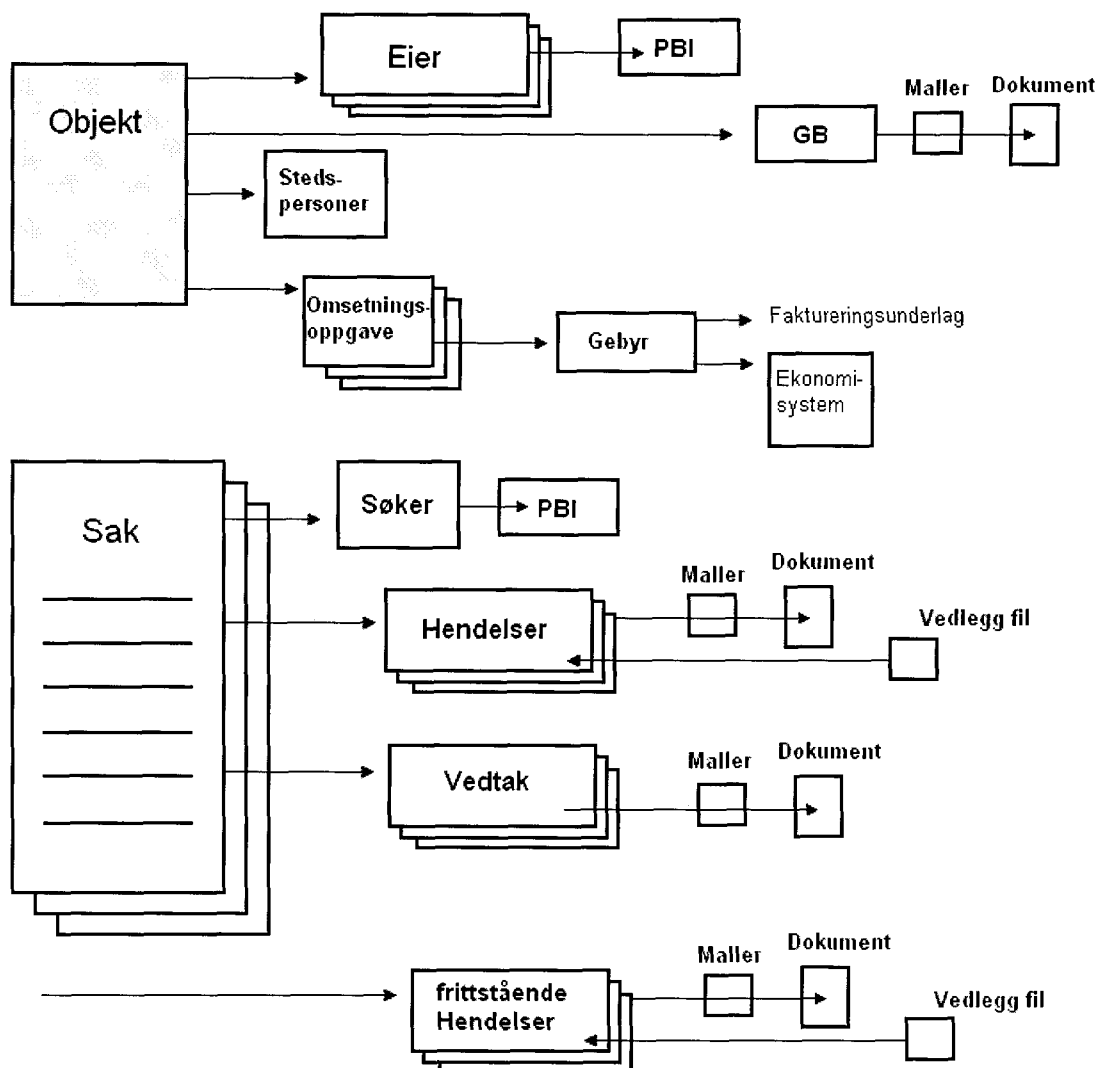 Eier
PBI
Objekt
Maller
Dokument
GB
Steds-
personer
Omsetnings-
oppgave
Gebyr
Faktureringsunderlag
Ekonomi-
system
Sak
Søker
PBI
Maller
Dokument
Hendelser
Vedlegg fil
Vedtak
Maller
Dokument
frittstående
Hendelser
Maller
Dokument
Vedlegg fil